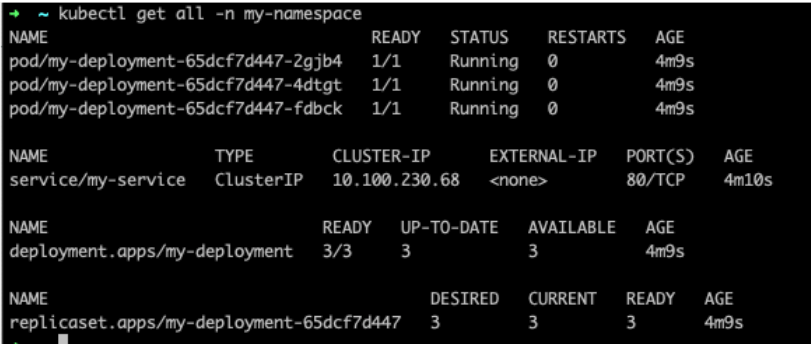 → ~ kubectl get all -n my-namespace
NAME READY STATUS RESTARTS AGE
pod/my-deployment-65dcf7d447-2gjb4 1/1 Running 0 4m9s
pod/my-deployment-65dcf7d447-4dtgt 1/1 Running 0 4m9s
pod/my-deployment-65dcf7d447-fdbck 1/1 Running 0 4m9s
NAME TYPE CLUSTER-IP EXTERNAL-IP PORT(S) AGE
service/my-service ClusterIP 10.100.230.68 <none> 80/TCP 4m10s
NAME READY UP-TO-DATE AVAILABLE AGE
deployment.apps/my-deployment 3/3 3 3 4m9s
NAME DESIRED CURRENT READY AGE
replicaset.apps/my-deployment-65dcf7d447 3 3 3 4m9s